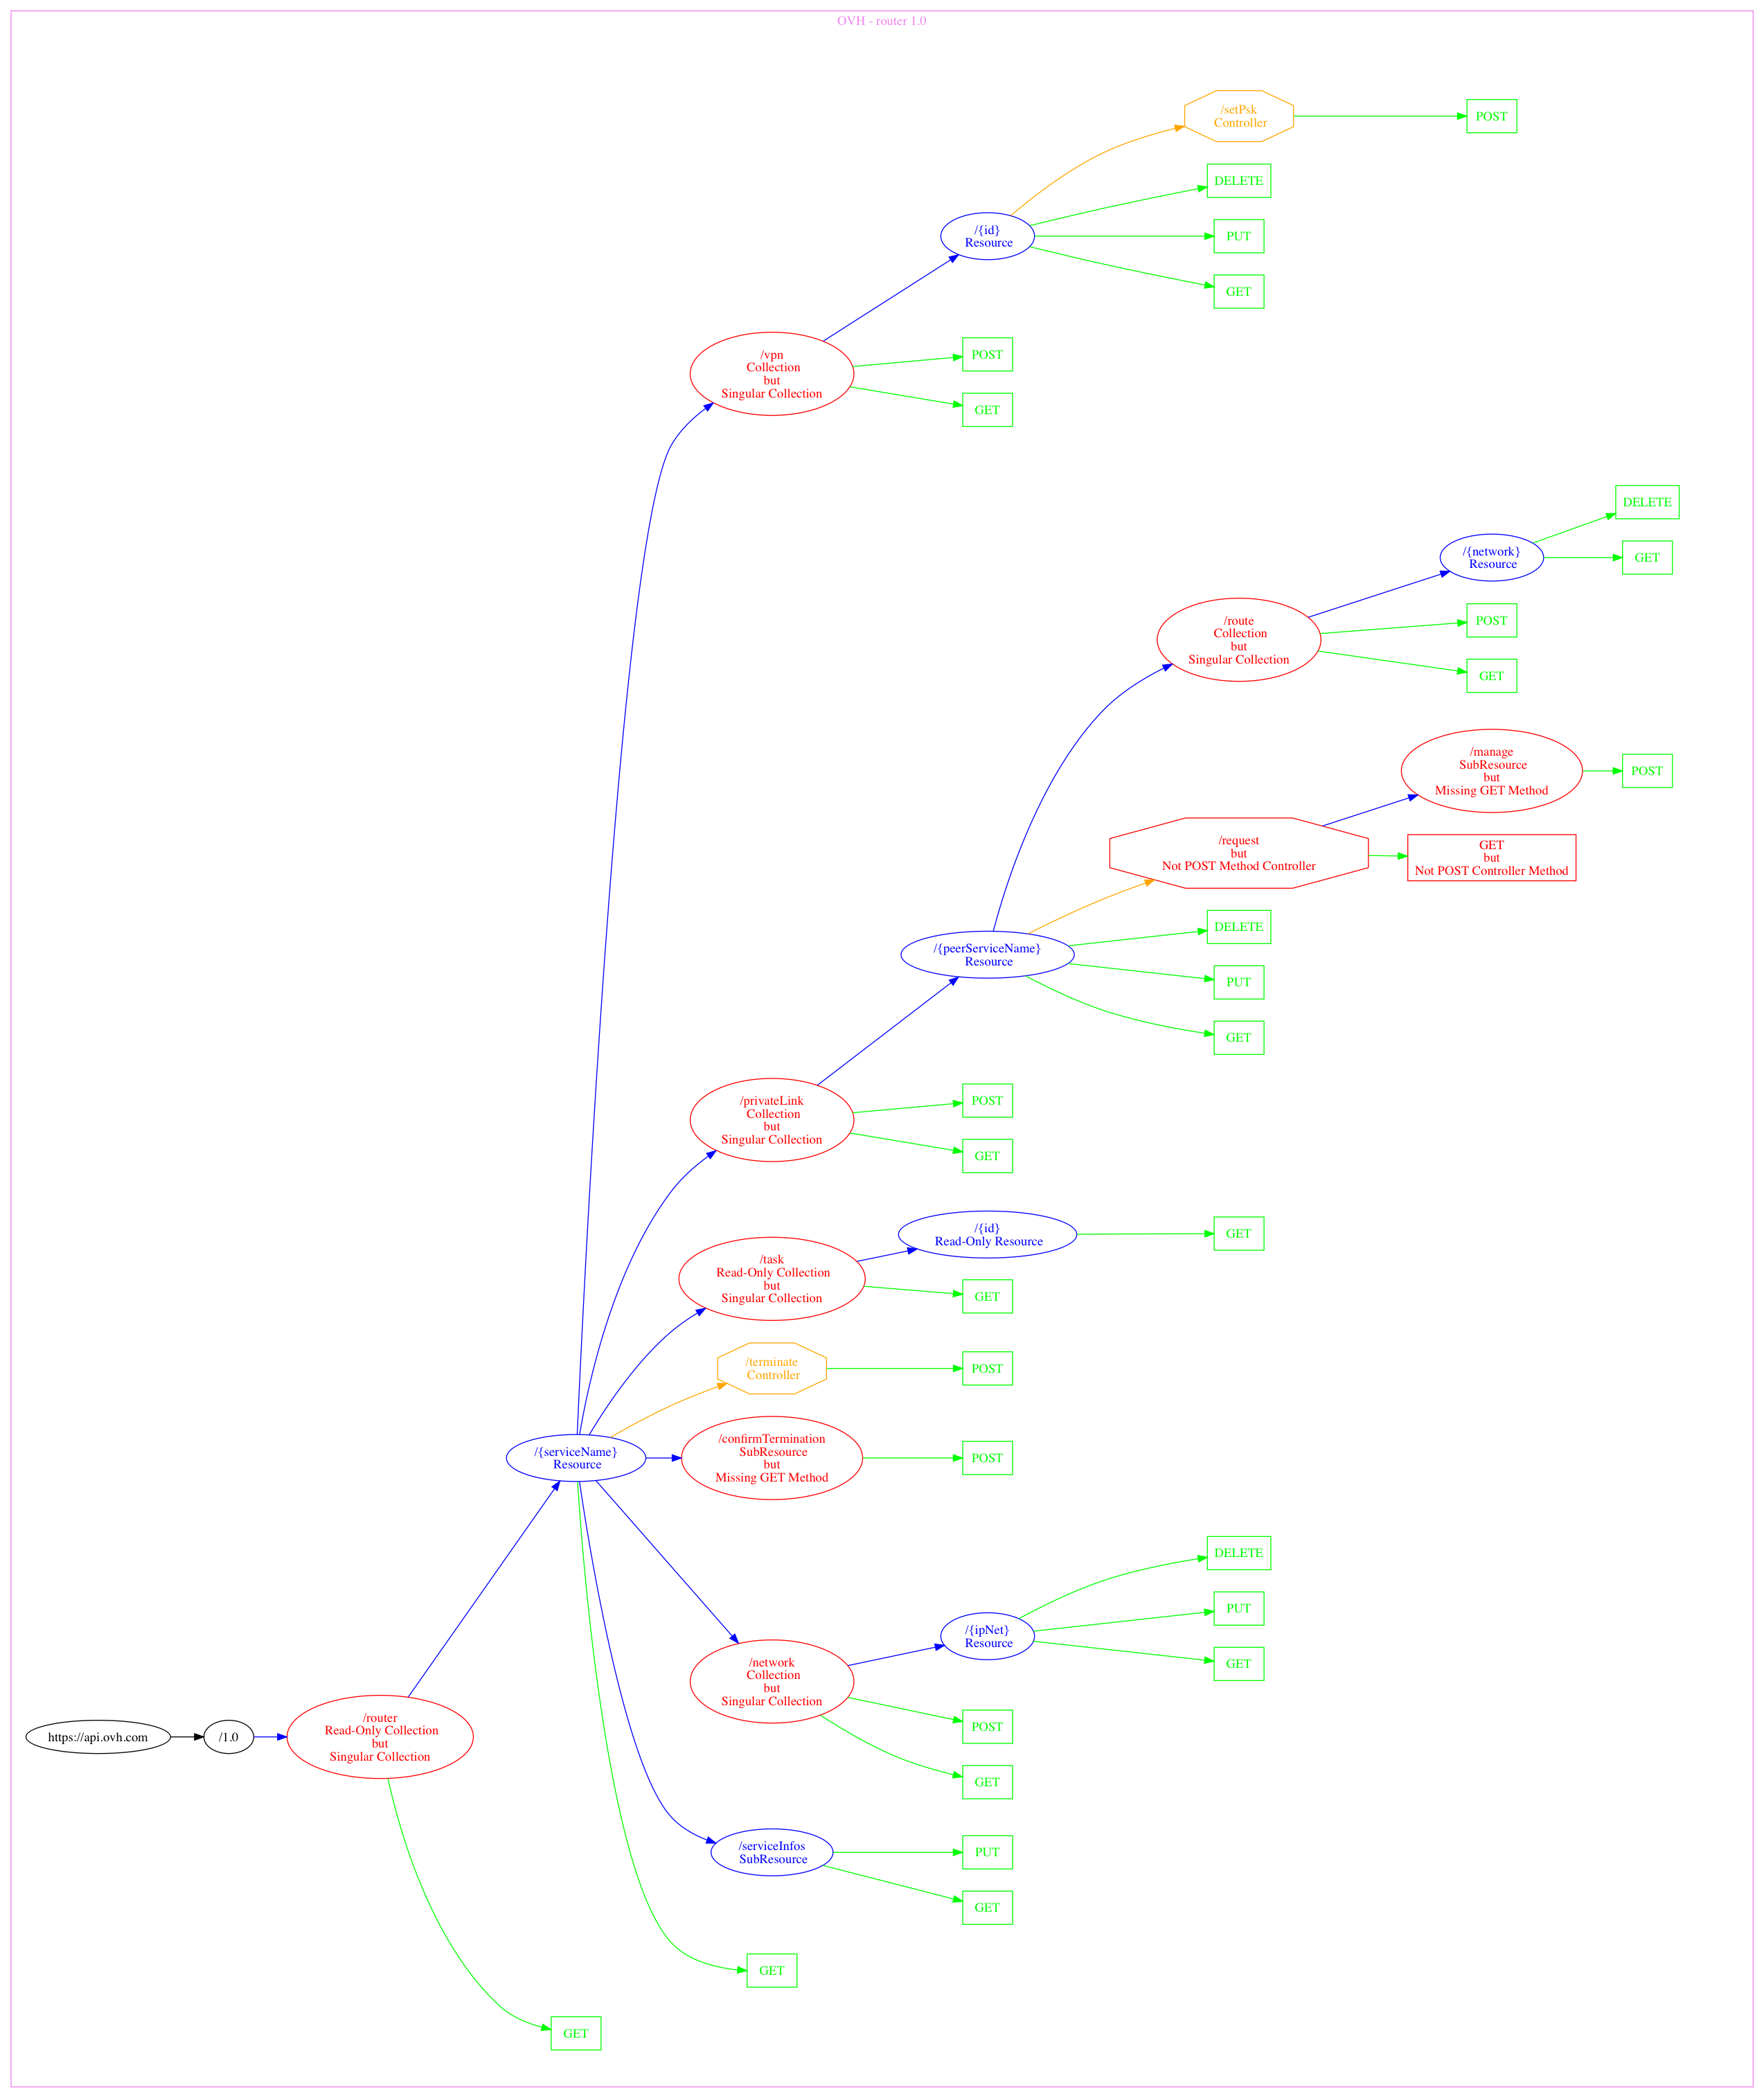 OVH - router 1.0
/setPsk
Controller
POST
DELETE
/{id}
Resource
PUT
GET
/vpn
Collection
but
Singular Collection
POST
GET
DELETE
/{network}
Resource
GET
/route
Collection
but
Singular Collection
POST
GET
/manage
SubResource
but
Missing GET Method
POST
/request
but
Not POST Method Controller
GET
but
Not POST Controller Method
DELETE
/{peerServiceName}
Resource
PUT
GET
/privateLink
Collection
but
Singular Collection
POST
GET
/{id}
Read-Only Resource
GET
/task
Read-Only Collection
but
Singular Collection
GET
/terminate
Controller
POST
/{serviceName}
Resource
/confirmTermination
SubResource
but
Missing GET Method
POST
DELETE
/{ipNet}
Resource
PUT
GET
/network
Collection
but
Singular Collection
POST
GET
https://api.ovh.com
/1.0
/router
Read-Only Collection
but
Singular Collection
/serviceInfos
SubResource
PUT
GET
GET
GET